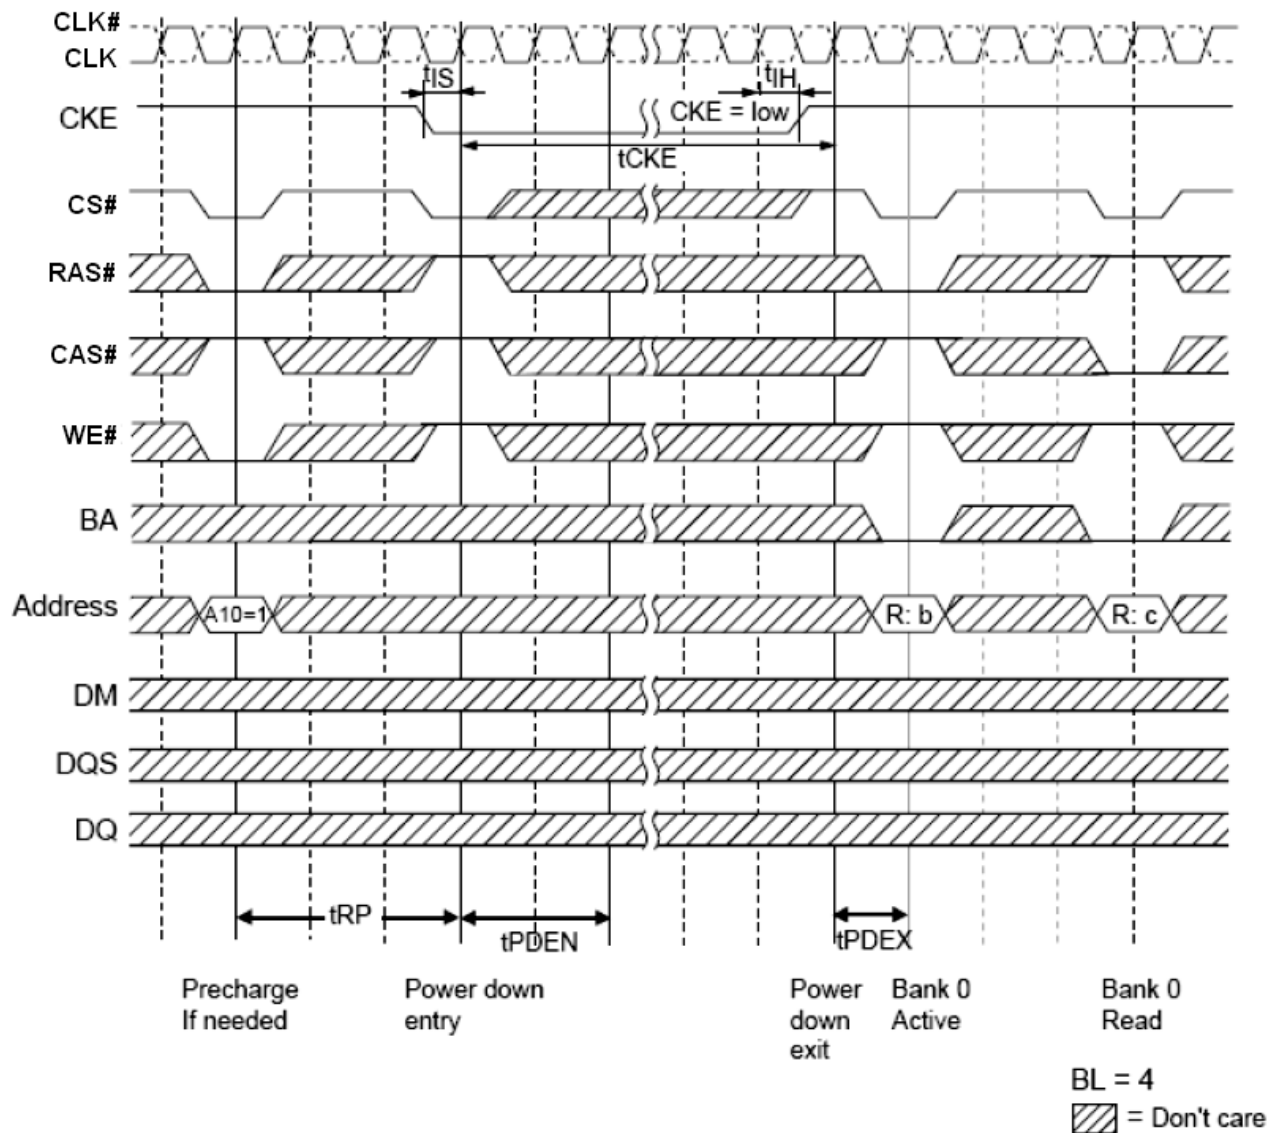 CLK#
CLK
tIS
tIH
CKE
CKE = low
tCKE
CS#
RAS#
CAS#
WE#
BA
Address
A10=1
R: b
R: c
DM
DQS
DQ
tRP
tPDEN
tPDEX
Precharge
If needed
Power down
entry
Power
down
exit
Bank 0
Active
Bank 0
Read
BL = 4
= Don't care